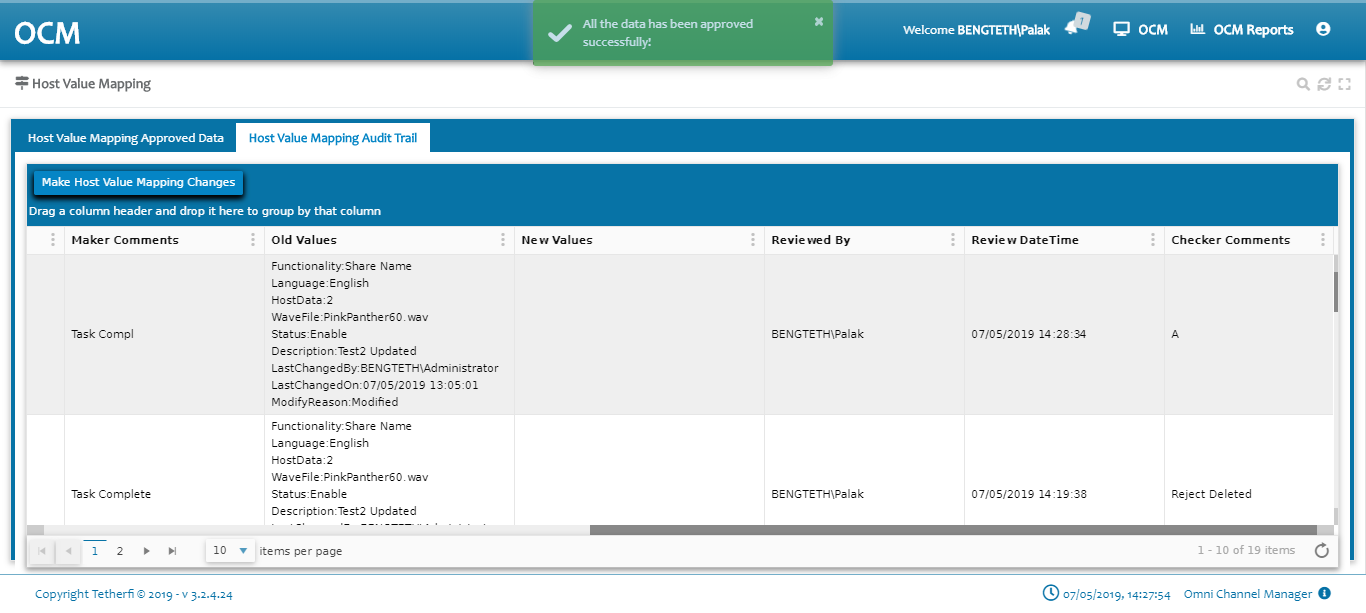 OCM
All the data has been approved
successfully!
Welcome BENGTETH\Palak
1
OCM
OCM Reports
Host Value Mapping
Host Value Mapping Approved Data
Host Value Mapping Audit Trail
Make Host Value Mapping Changes
Drag a column header and drop it here to group by that column
Maker Comments
Old Values
New Values
Reviewed By
Review DateTime
Checker Comments
Task Compl
Functionality:Share Name
Language:English
HostData:2
WaveFile:PinkPanther60.wav
Status:Enable
Description:Test2 Updated
LastChangedBy:BENGTETH\Administrator
LastChangedOn:07/05/2019 13:05:01
ModifyReason:Modified
BENGTETH\Palak
07/05/2019 14:28:34
A
Task Complete
Functionality:Share Name
Language:English
HostData:2
WaveFile:PinkPanther60.wav
Status:Enable
Description:Test2 Updated
BENGTETH\Palak
07/05/2019 14:19:38
Reject Deleted
1
2
10
items per page
1 - 10 of 19 items
Copyright Tetherfi © 2019 - v 3.2.4.24
07/05/2019, 14:27:54
Omni Channel Manager